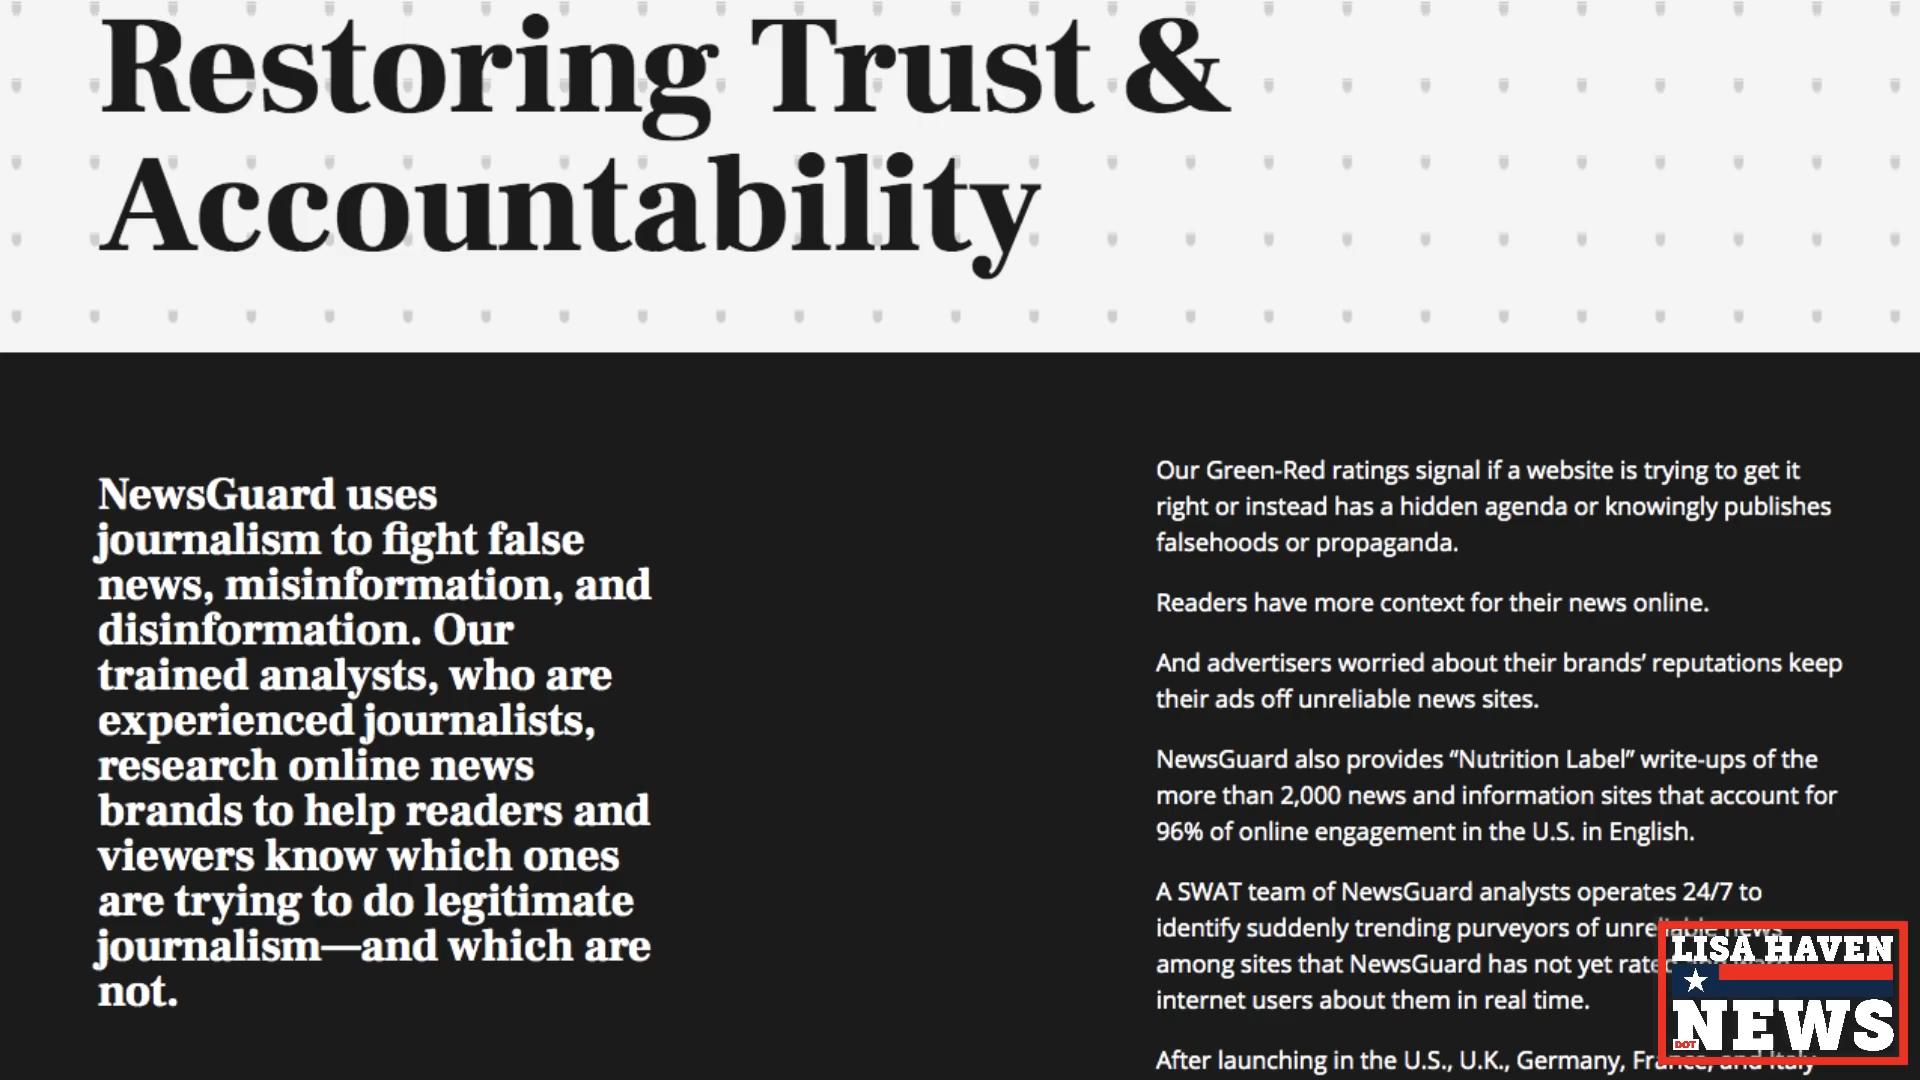 Restoring Trust &
Accountability
NewsGuard uses
journalism to fight false
news, misinformation, and
disinformation. Our
trained analysts, who are
experienced journalists,
research online news
brands to help readers and
viewers know which ones
are trying to do legitimate
journalism—and which are
not.
Our Green-Red ratings signal if a website is trying to get it
right or instead has a hidden agenda or knowingly publishes
falsehoods or propaganda.
Readers have more context for their news online.
And advertisers worried about their brands’ reputations keep
their ads off unreliable news sites.
NewsGuard also provides “Nutrition Label” write-ups of the
more than 2,000 news and information sites that account for
96% of online engagement in the U.S. in English.
A SWAT team of NewsGuard analysts operates 24/7 to
identify suddenly trending purveyors of unreliable news
among sites that NewsGuard has not yet rated
internet users about them in real time.
After launching in the U.S., U.K., Germany, France, and Italy
LISA HAVEN
DOT NEWS